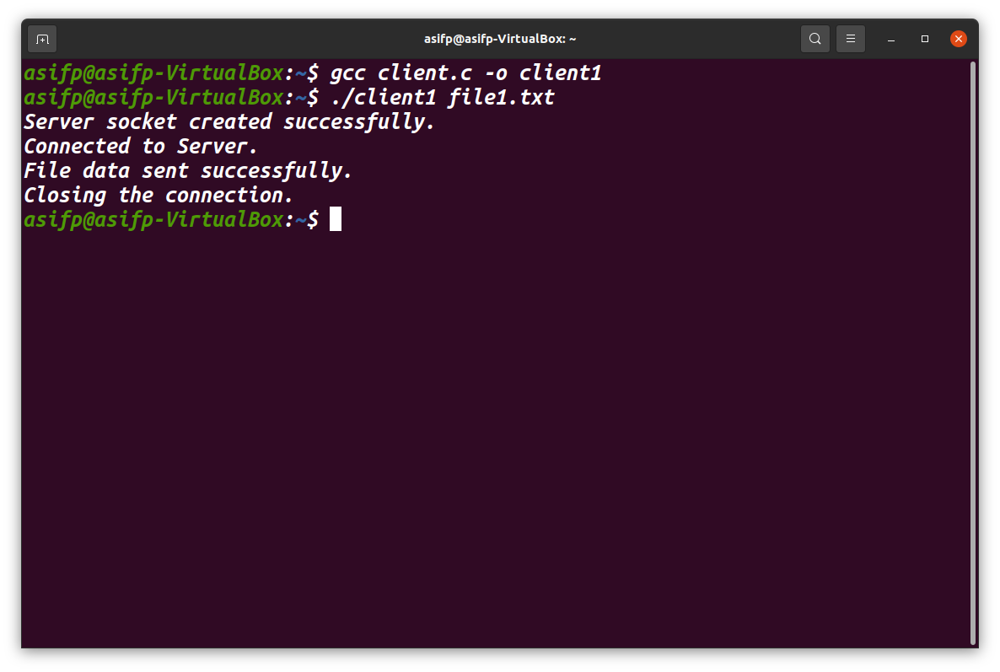 asifp@asifp-VirtualBox: ~
asifp@asifp-VirtualBox:~$ gcc client.c -o client1
asifp@asifp-VirtualBox:~$ ./client1 file1.txt
Server socket created successfully.
Connected to Server.
File data sent successfully.
Closing the connection.
asifp@asifp-VirtualBox:~$